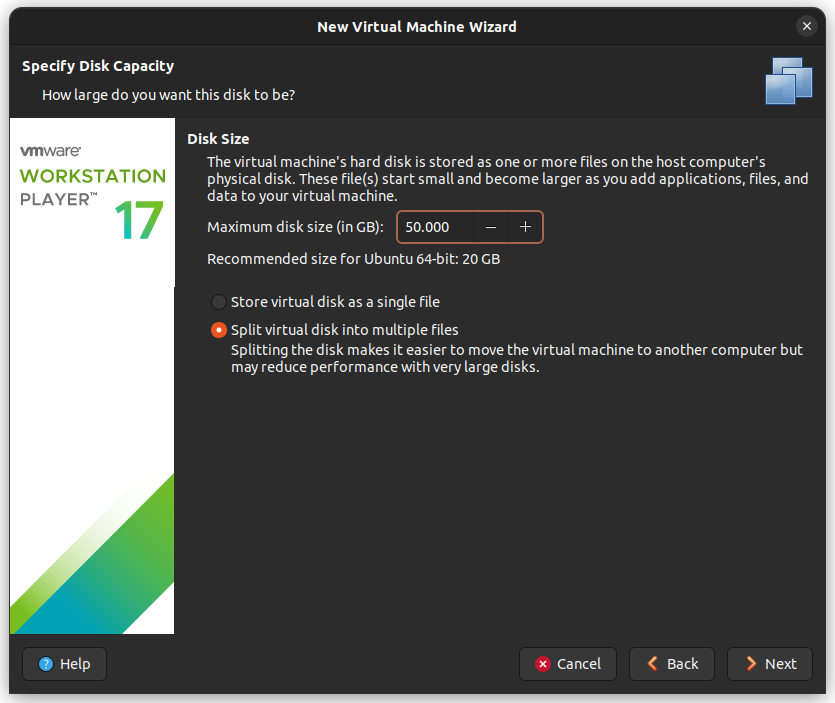 New Virtual Machine Wizard
Specify Disk Capacity
How large do you want this disk to be?
vmware®
WORKSTATION
PLAYER™
17
Disk Size
The virtual machine's hard disk is stored as one or more files on the host computer's
physical disk. These file(s) start small and become larger as you add applications, files, and
data to your virtual machine.
Maximum disk size (in GB): 50.000 − +
Recommended size for Ubuntu 64-bit: 20 GB
Store virtual disk as a single file
Split virtual disk into multiple files
Splitting the disk makes it easier to move the virtual machine to another computer but
may reduce performance with very large disks.
? Help Cancel Back Next